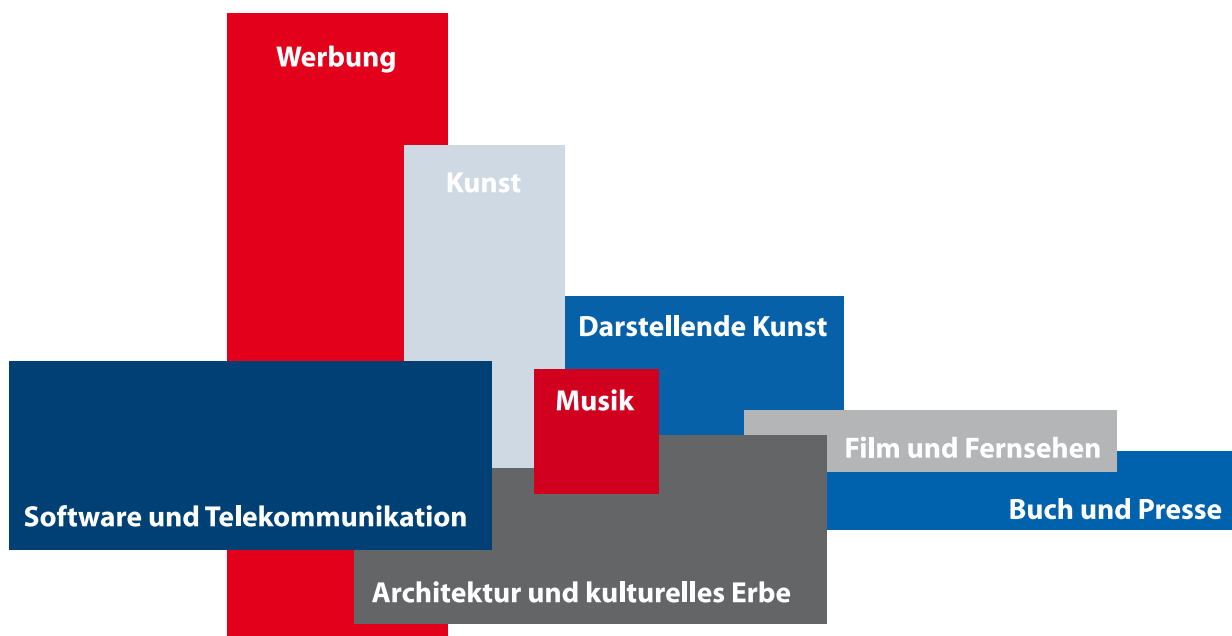 Werbung
Kunst
Darstellende Kunst
Musik
Film und Fernsehen
Buch und Presse
Software und Telekommunikation
Architektur und kulturelles Erbe